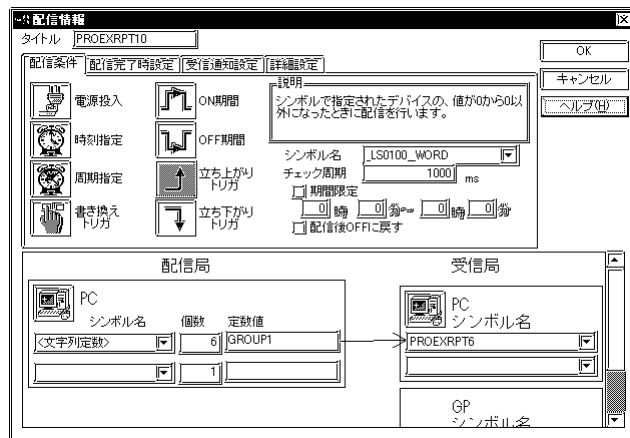 配信情報
タイトル PROEXRPT10
OK
キャンセル
ヘルプ(H)
配信条件 配信完了時設定 受信通知設定 詳細設定
電源投入
ON期間
時刻指定
OFF期間
周期指定
立ち上がり
トリガ
書き換え
トリガ
立ち下がり
トリガ
説明
シンボルで指定されたデバイスの、値が0から0以
外になったときに配信を行います。
シンボル名 _LS0100_WORD
チェック周期 1000 ms
期間限定
0 時 0 分~ 0 時 0 分
配信後OFFに戻す
配信局
受信局
PC
シンボル名 個数 定数値
<文字列定数> 6 GROUP1
1
PC
シンボル名
PROEXRPT6
GP
シンボル名